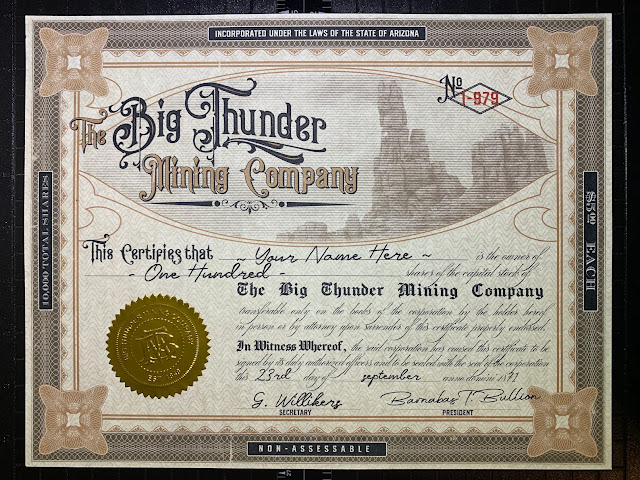 INCORPORATED UNDER THE LAWS OF THE STATE OF ARIZONA
No
1-979
The Big Thunder
Mining Company
10,000 TOTAL SHARES
$5.00 EACH
This Certifies that ~ Your Name Here ~ is the owner of
- One Hundred - shares of the capital stock of
The Big Thunder Mining Company
transferable only on the books of the corporation by the holder hereof
in person or by attorney upon surrender of this certificate properly endorsed.
In Witness Whereof, the said corporation has caused this certificate to be
signed by its duly authorized officers and to be sealed with the seal of the corporation
this 23rd day of september anno domini
G. Willikers
SECRETARY
Barnabas T. Bullion
PRESIDENT
NON-ASSESSABLE